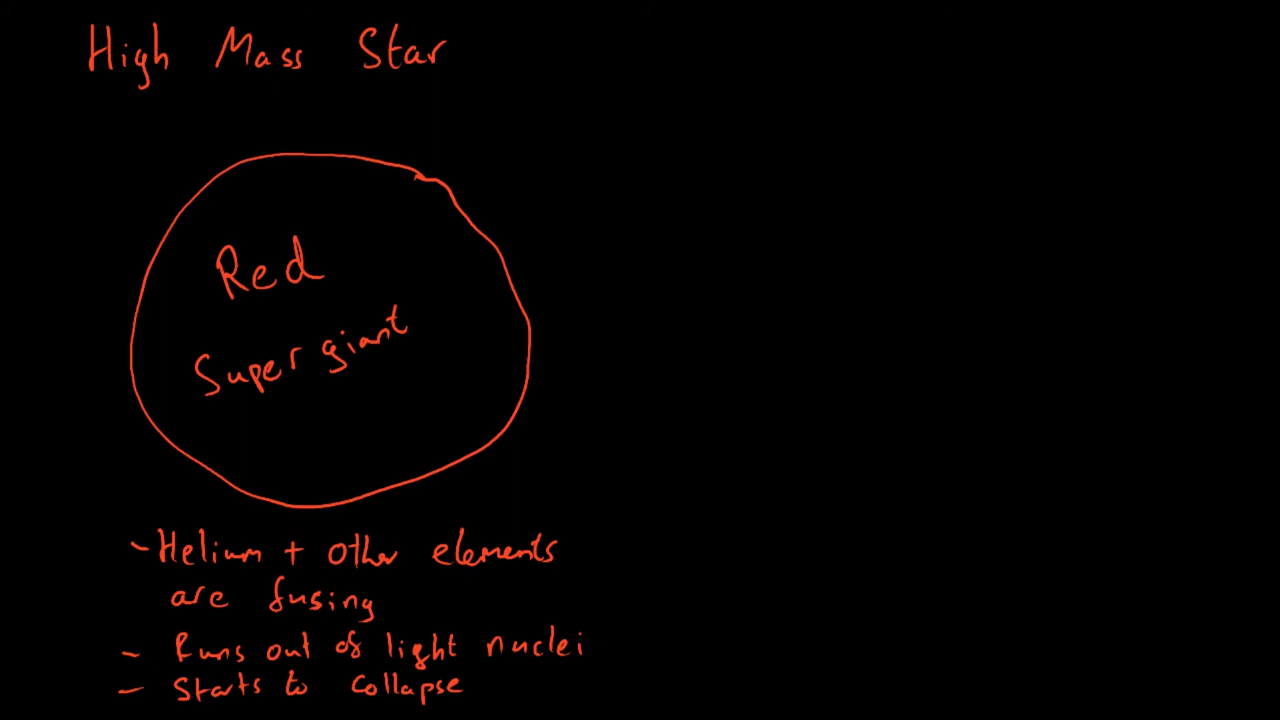 High Mass Star
Red
Super giant
- Helium + other elements
are fusing
- Runs out of light nuclei
- Starts to collapse